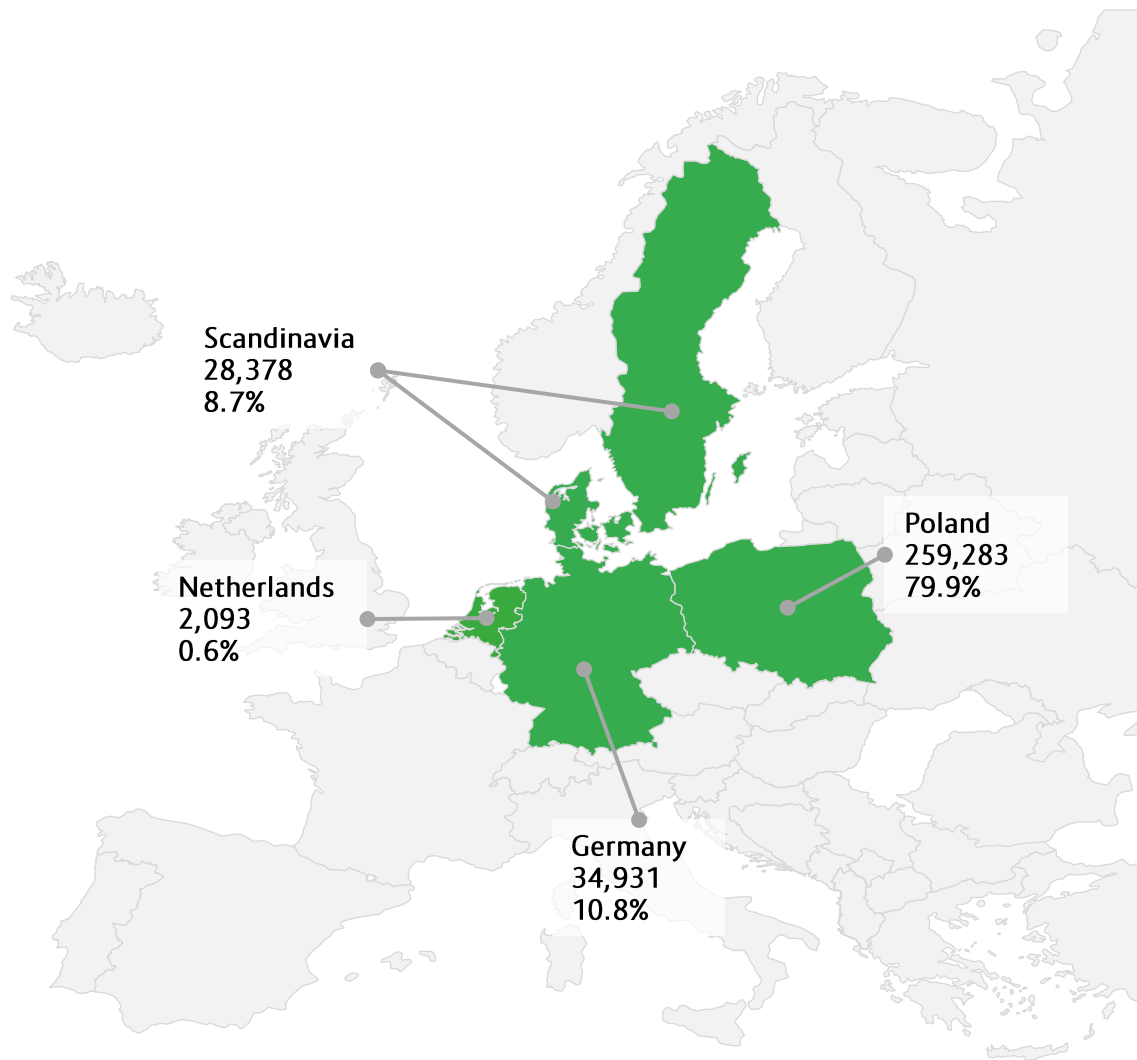 Scandinavia
28,378
8.7%
Poland
259,283
79.9%
Netherlands
2,093
0.6%
Germany
34,931
10.8%